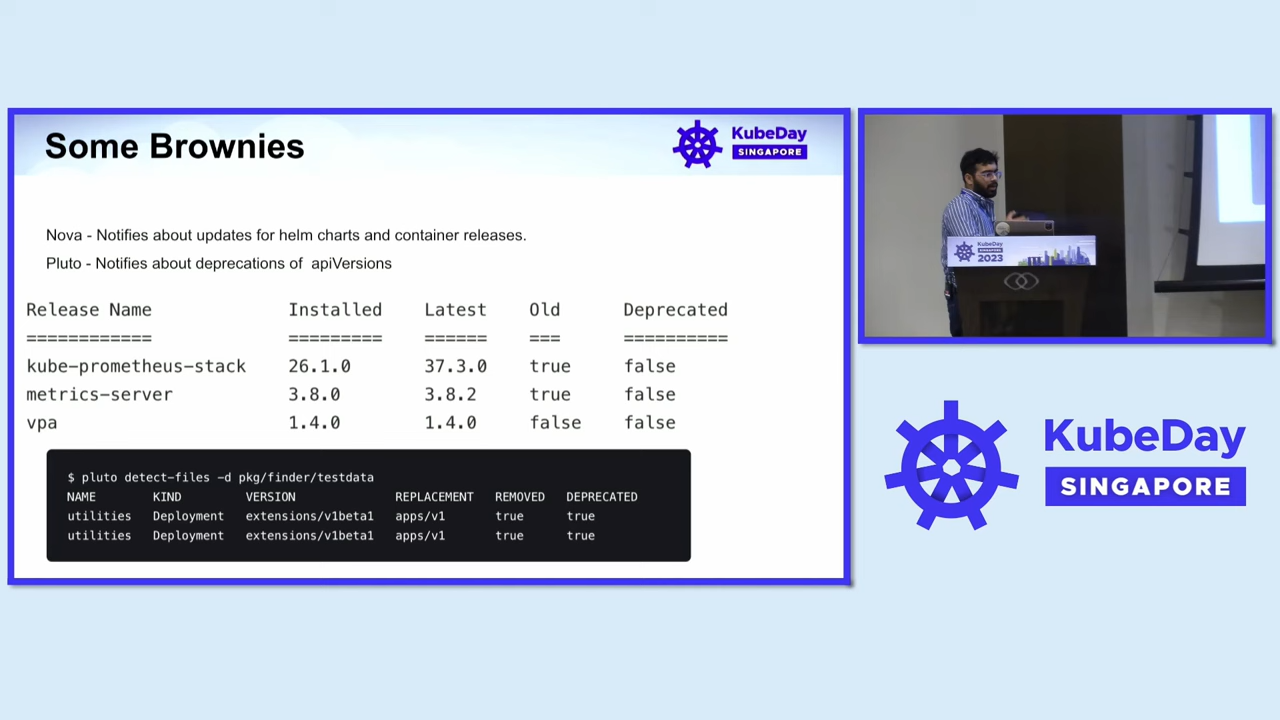 Some Brownies
KubeDay
SINGAPORE
Nova - Notifies about updates for helm charts and container releases.
Pluto - Notifies about deprecations of apiVersions
Release Name Installed Latest Old Deprecated
============ ========= ====== === ==========
kube-prometheus-stack 26.1.0 37.3.0 true false
metrics-server 3.8.0 3.8.2 true false
vpa 1.4.0 1.4.0 false false
$ pluto detect-files -d pkg/finder/testdata
NAME KIND VERSION REPLACEMENT REMOVED DEPRECATED
utilities Deployment extensions/v1beta1 apps/v1 true true
utilities Deployment extensions/v1beta1 apps/v1 true true
KubeDay
SINGAPORE
2023
KubeDay
SINGAPORE